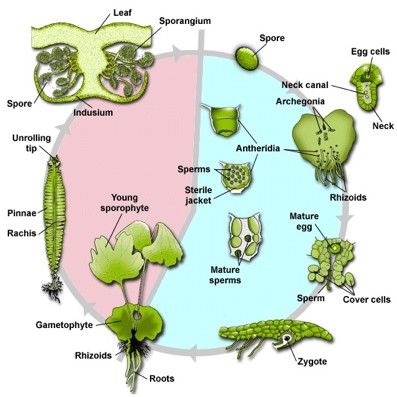 Leaf
Sporangium
Spore
Indusium
Spore
Egg cells
Neck canal
Archegonia
Neck
Antheridia
Rhizoids
Sperms
Sterile
jacket
Mature
sperms
Mature
egg
Sperm
Cover cells
Zygote
Unrolling
tip
Pinnae
Rachis
Young
sporophyte
Gametophyte
Rhizoids
Roots